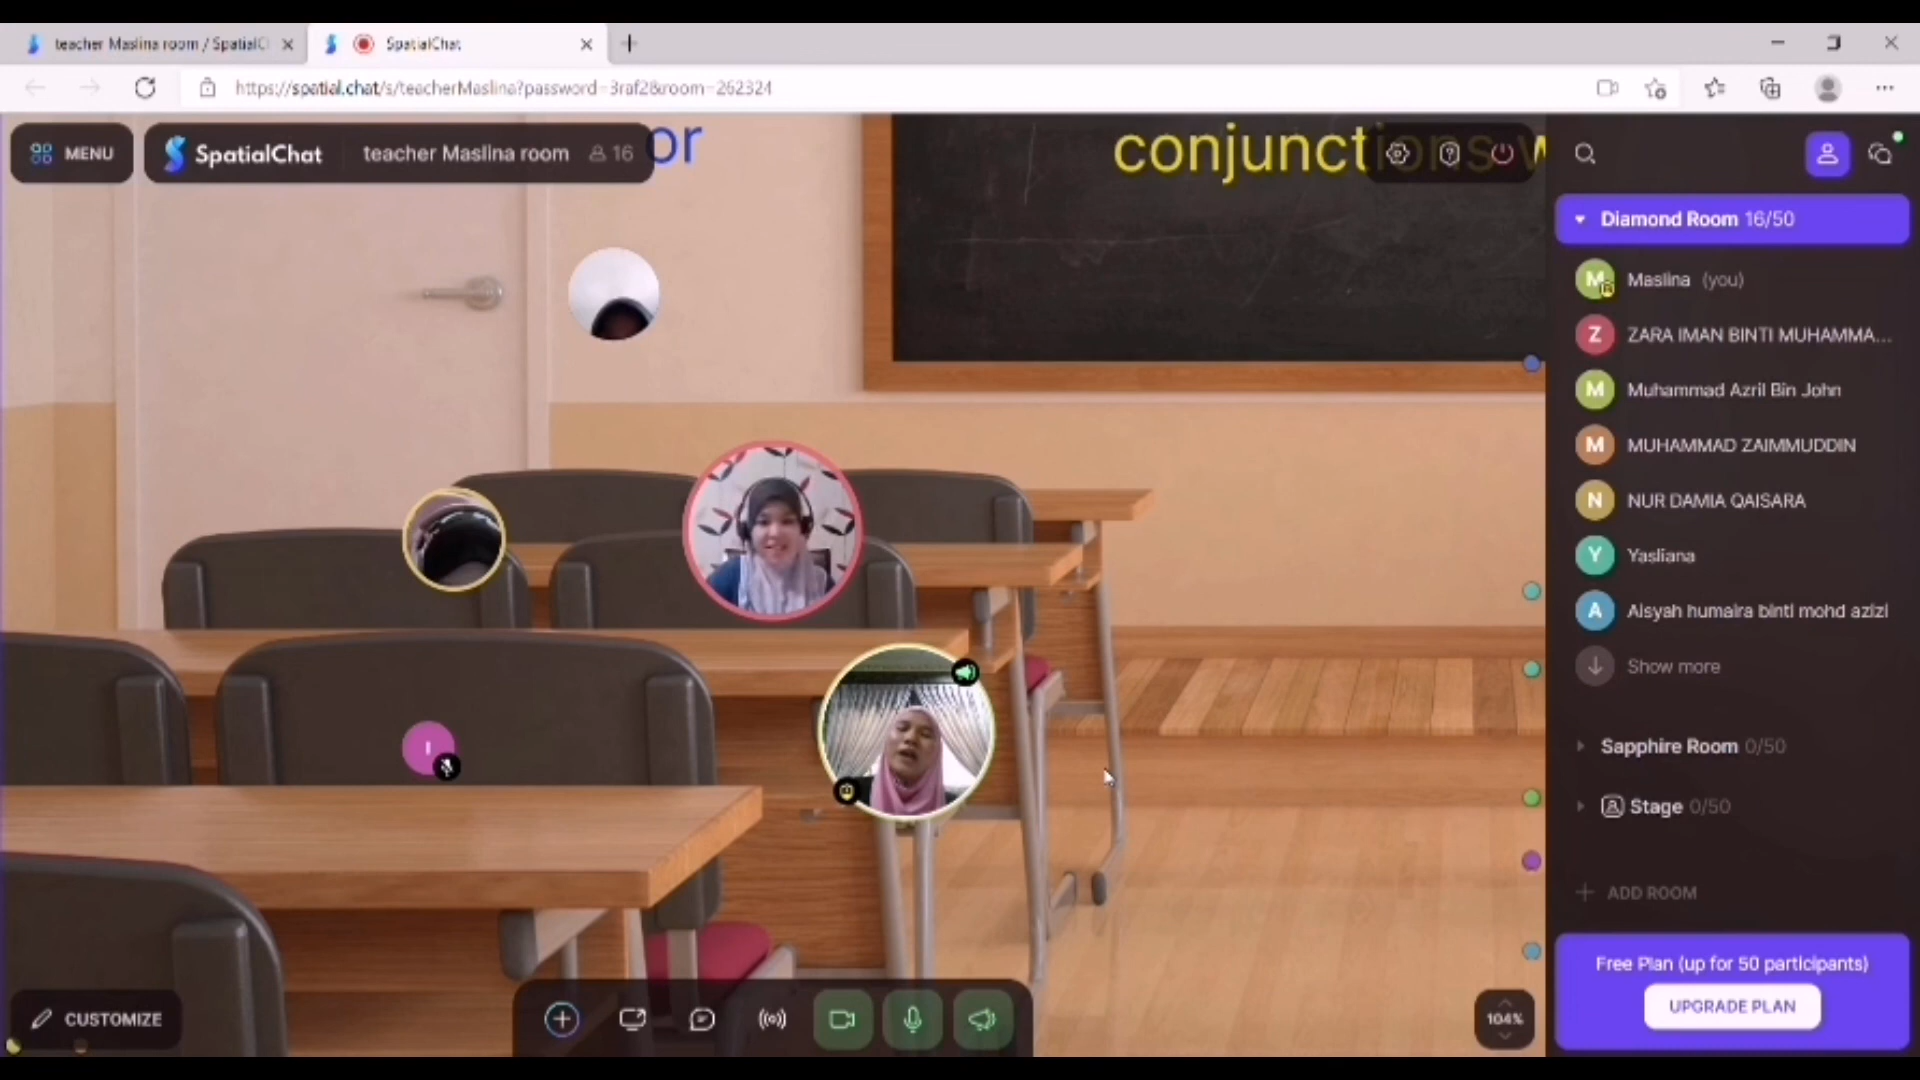 teacher Maslina room / SpatialC
SpatialChat
https://spatial.chat/s/teacherMaslina?password=3raf28&room=262324
MENU
SpatialChat
teacher Maslina room
16
or
conjunctions w
Diamond Room 16/50
M
Maslina (you)
Z
ZARA IMAN BINTI MUHAMMA...
M
Muhammad Azril Bin John
M
MUHAMMAD ZAIMMUDDIN
N
NUR DAMIA QAISARA
Y
Yasliana
A
Aisyah humaira binti mohd azizi
Show more
I
Sapphire Room 0/50
Stage 0/50
ADD ROOM
Free Plan (up for 50 participants)
UPGRADE PLAN
CUSTOMIZE
104%